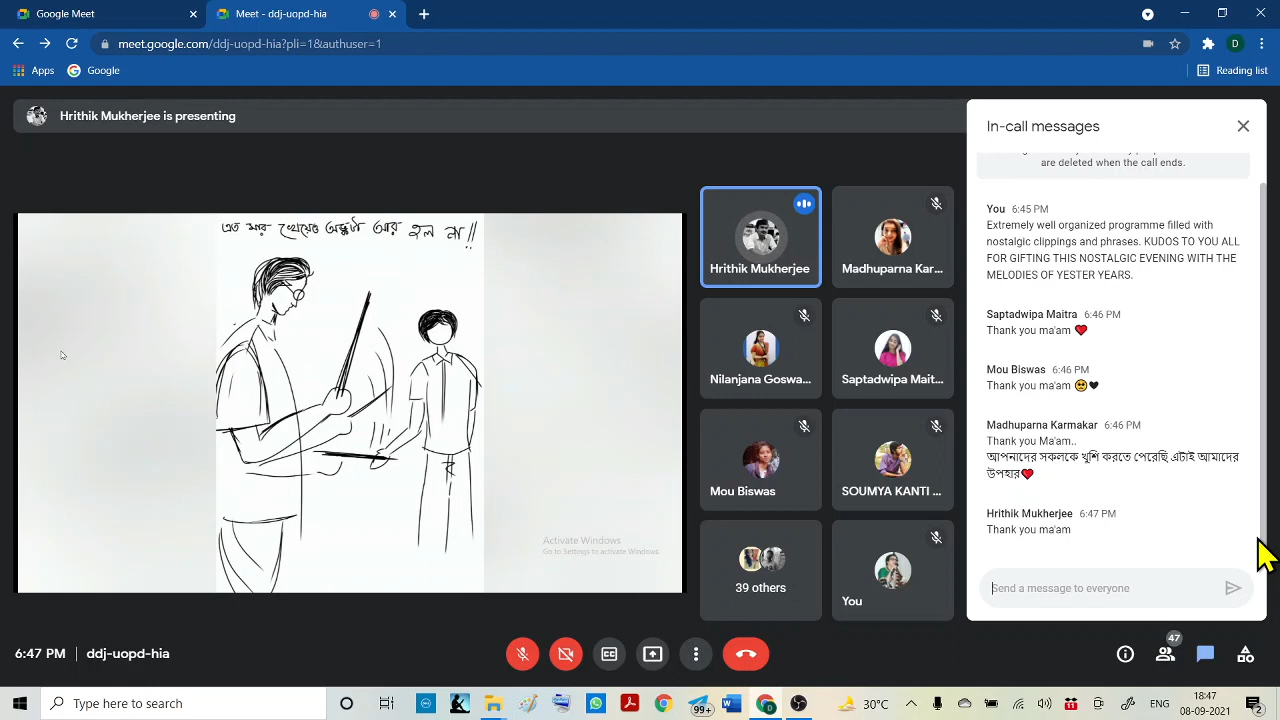 Google Meet
Meet - ddj-uopd-hia
meet.google.com/ddj-uopd-hia?pli=1&authuser=1
Apps
Google
Reading list
Hrithik Mukherjee is presenting
এত মার খেয়েও অঙ্কটা আর হল না!!
Activate Windows
Go to Settings to activate Windows.
Hrithik Mukherjee
Madhuparna Kar...
Nilanjana Goswa...
Saptadwipa Mait...
Mou Biswas
SOUMYA KANTI ...
39 others
You
In-call messages
are deleted when the call ends.
You 6:45 PM
Extremely well organized programme filled with
nostalgic clippings and phrases. KUDOS TO YOU ALL
FOR GIFTING THIS NOSTALGIC EVENING WITH THE
MELODIES OF YESTER YEARS.
Saptadwipa Maitra 6:46 PM
Thank you ma'am ❤️
Mou Biswas 6:46 PM
Thank you ma'am 🥺🖤
Madhuparna Karmakar 6:46 PM
Thank you Ma'am..
আপনাদের সকলকে খুশি করতে পেরেছি এটাই আমাদের
উপহার❤️
Hrithik Mukherjee 6:47 PM
Thank you ma'am
Send a message to everyone
6:47 PM | ddj-uopd-hia
47
Type here to search
99+
30°C
ENG
18:47
08-09-2021
2